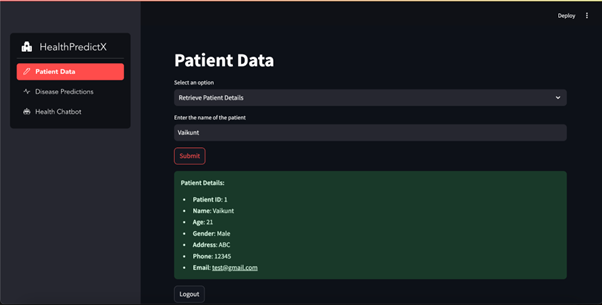 Deploy
HealthPredictX
Patient Data
Disease Predictions
Health Chatbot
Patient Data
Select an option
Retrieve Patient Details
Enter the name of the patient
Vaikunt
Submit
Patient Details:
• Patient ID: 1
• Name: Vaikunt
• Age: 21
• Gender: Male
• Address: ABC
• Phone: 12345
• Email: test@gmail.com
Logout